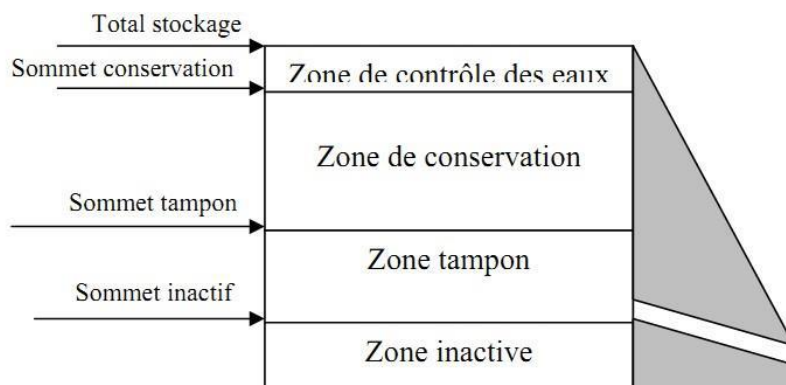 Total stockage
Sommet conservation
Zone de contrôle des eaux
Zone de conservation
Sommet tampon
Zone tampon
Sommet inactif
Zone inactive